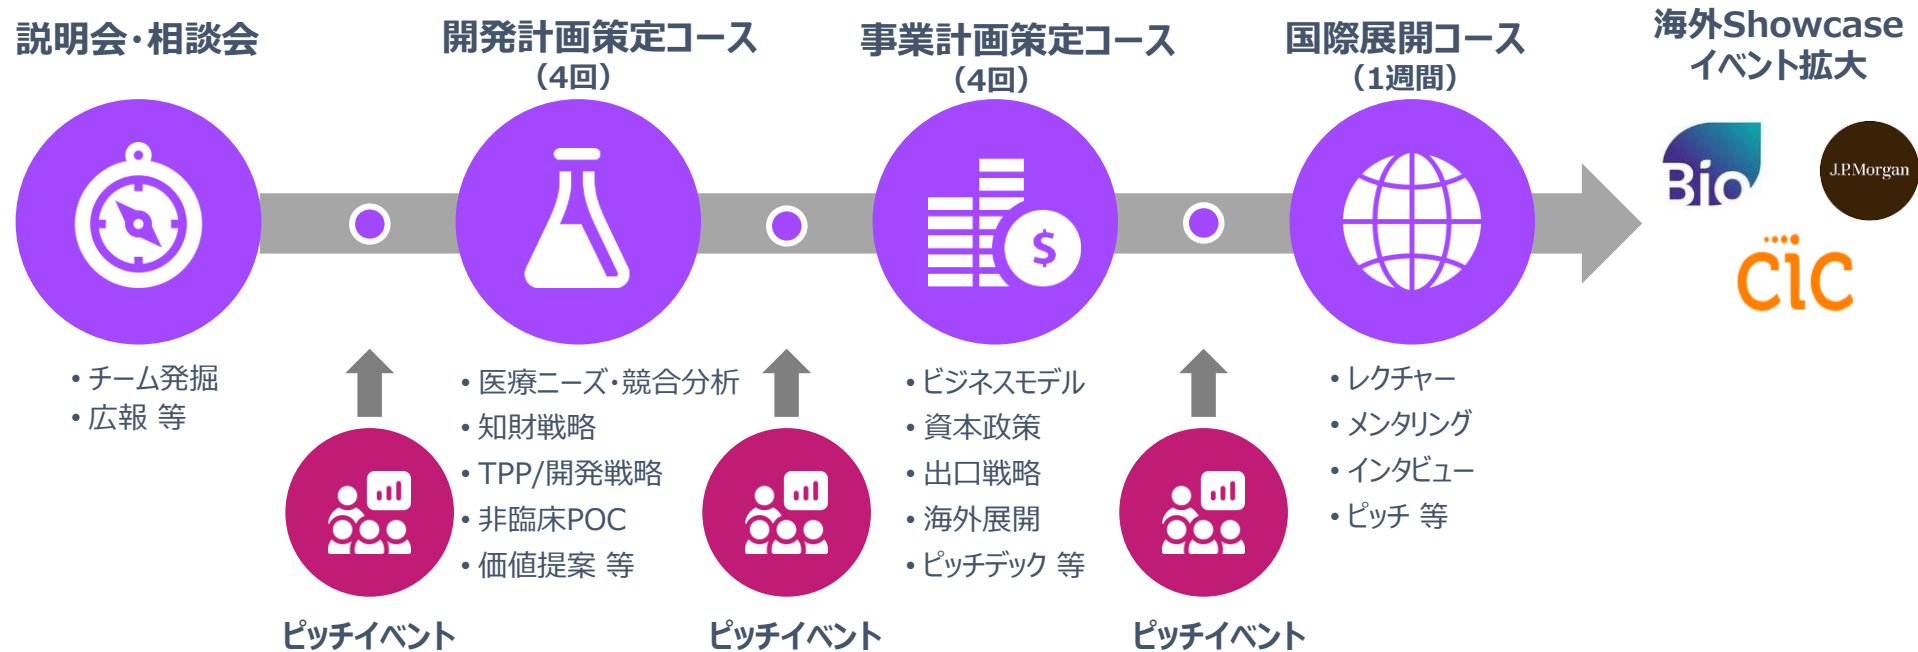 説明会・相談会
• チーム発掘
• 広報 等
ピッチイベント
開発計画策定コース
（4回）
• 医療ニーズ・競合分析
• 知財戦略
• TPP/開発戦略
• 非臨床POC
• 価値提案 等
ピッチイベント
事業計画策定コース
（4回）
$
• ビジネスモデル
• 資本政策
• 出口戦略
• 海外展開
• ピッチデック 等
ピッチイベント
国際展開コース
（1週間）
• レクチャー
• メンタリング
• インタビュー
• ピッチ 等
海外Showcase
イベント拡大
Bio
J.P.Morgan
cic